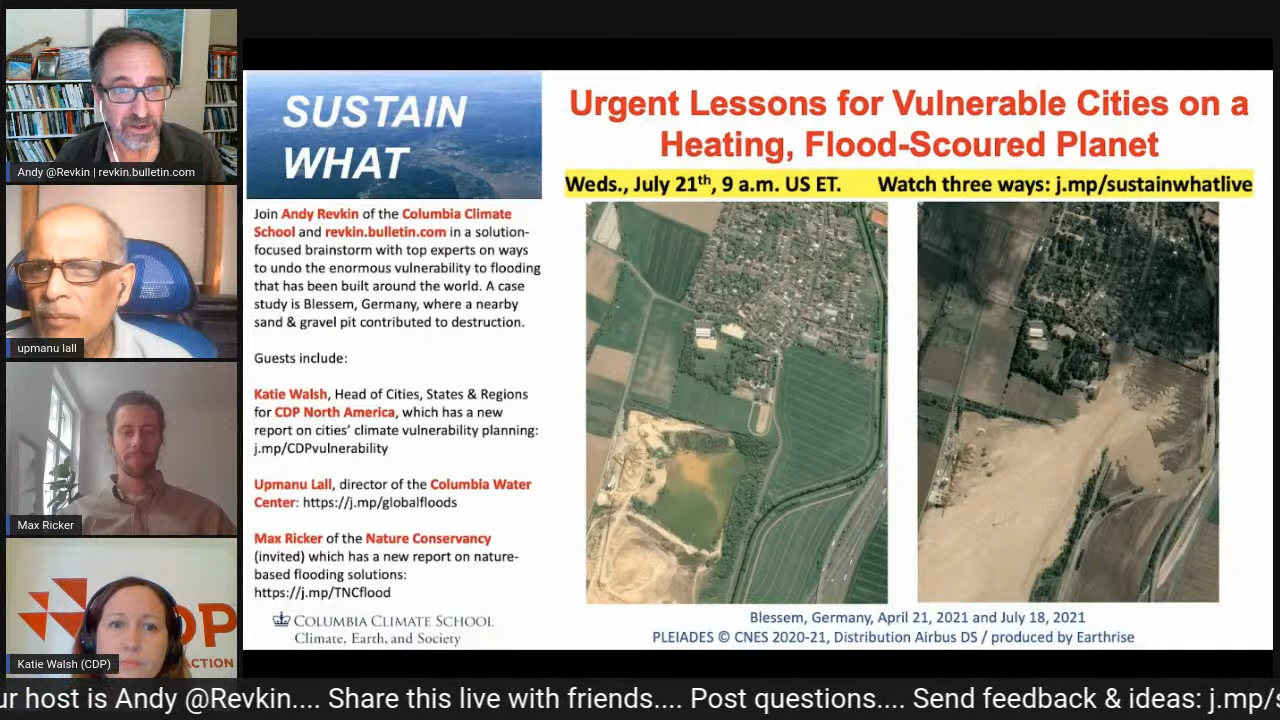 Andy @Revkin | revkin.bulletin.com
upmanu lall
Max Ricker
DP
ACTION
Katie Walsh (CDP)
SUSTAIN
WHAT
Join Andy Revkin of the Columbia Climate
School and revkin.bulletin.com in a solution-
focused brainstorm with top experts on ways
to undo the enormous vulnerability to flooding
that has been built around the world. A case
study is Blessem, Germany, where a nearby
sand & gravel pit contributed to destruction.
Guests include:
Katie Walsh, Head of Cities, States & Regions
for CDP North America, which has a new
report on cities’ climate vulnerability planning:
j.mp/CDPvulnerability
Upmanu Lall, director of the Columbia Water
Center: https://j.mp/globalfloods
Max Ricker of the Nature Conservancy
(invited) which has a new report on nature-
based flooding solutions:
https://j.mp/TNCflood
COLUMBIA CLIMATE SCHOOL
Climate, Earth, and Society
Urgent Lessons for Vulnerable Cities on a
Heating, Flood-Scoured Planet
Weds., July 21th, 9 a.m. US ET. Watch three ways: j.mp/sustainwhatlive
Blessem, Germany, April 21, 2021 and July 18, 2021
PLEIADES © CNES 2020-21, Distribution Airbus DS / produced by Earthrise
ur host is Andy @Revkin.... Share this live with friends.... Post questions.... Send feedback & ideas: j.mp/s